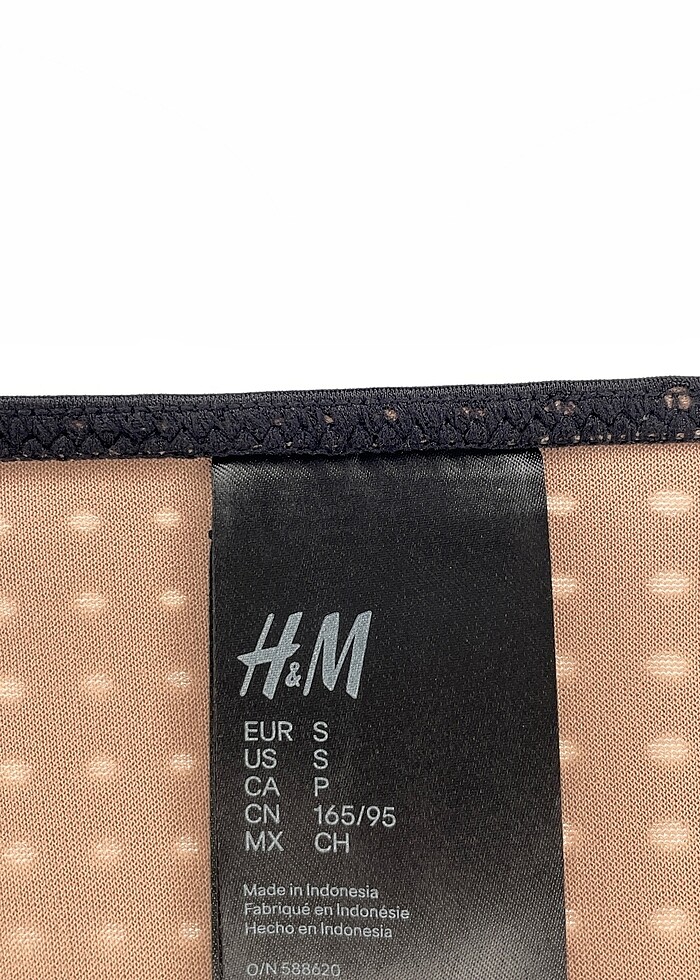 H&M
EUR S
US S
CA P
CN 165/95
MX CH
Made in Indonesia
Fabriqué en Indonésie
Hecho en Indonesia
O/N 588620